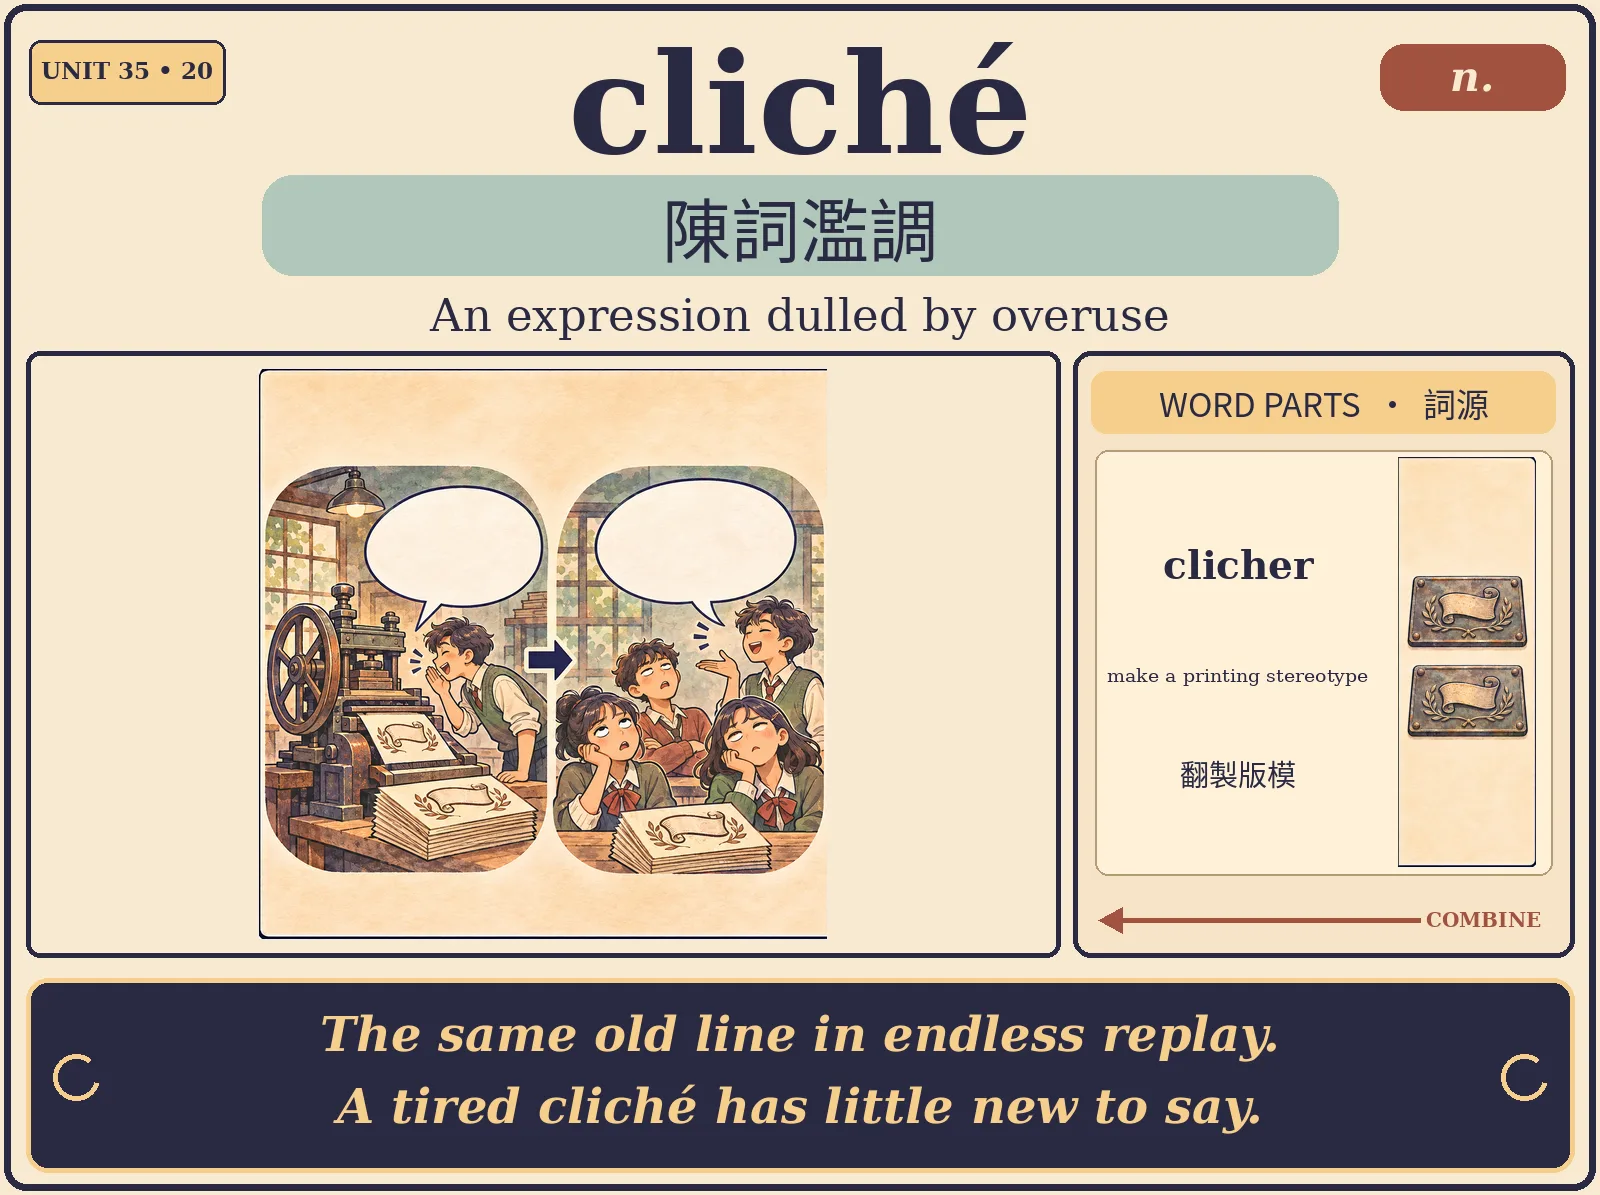 UNIT 35 • 20
cliché
n.
陳詞濫調
An expression dulled by overuse
WORD PARTS • 詞源
clicher
make a printing stereotype
翻製版模
COMBINE
The same old line in endless replay.
A tired cliché has little new to say.